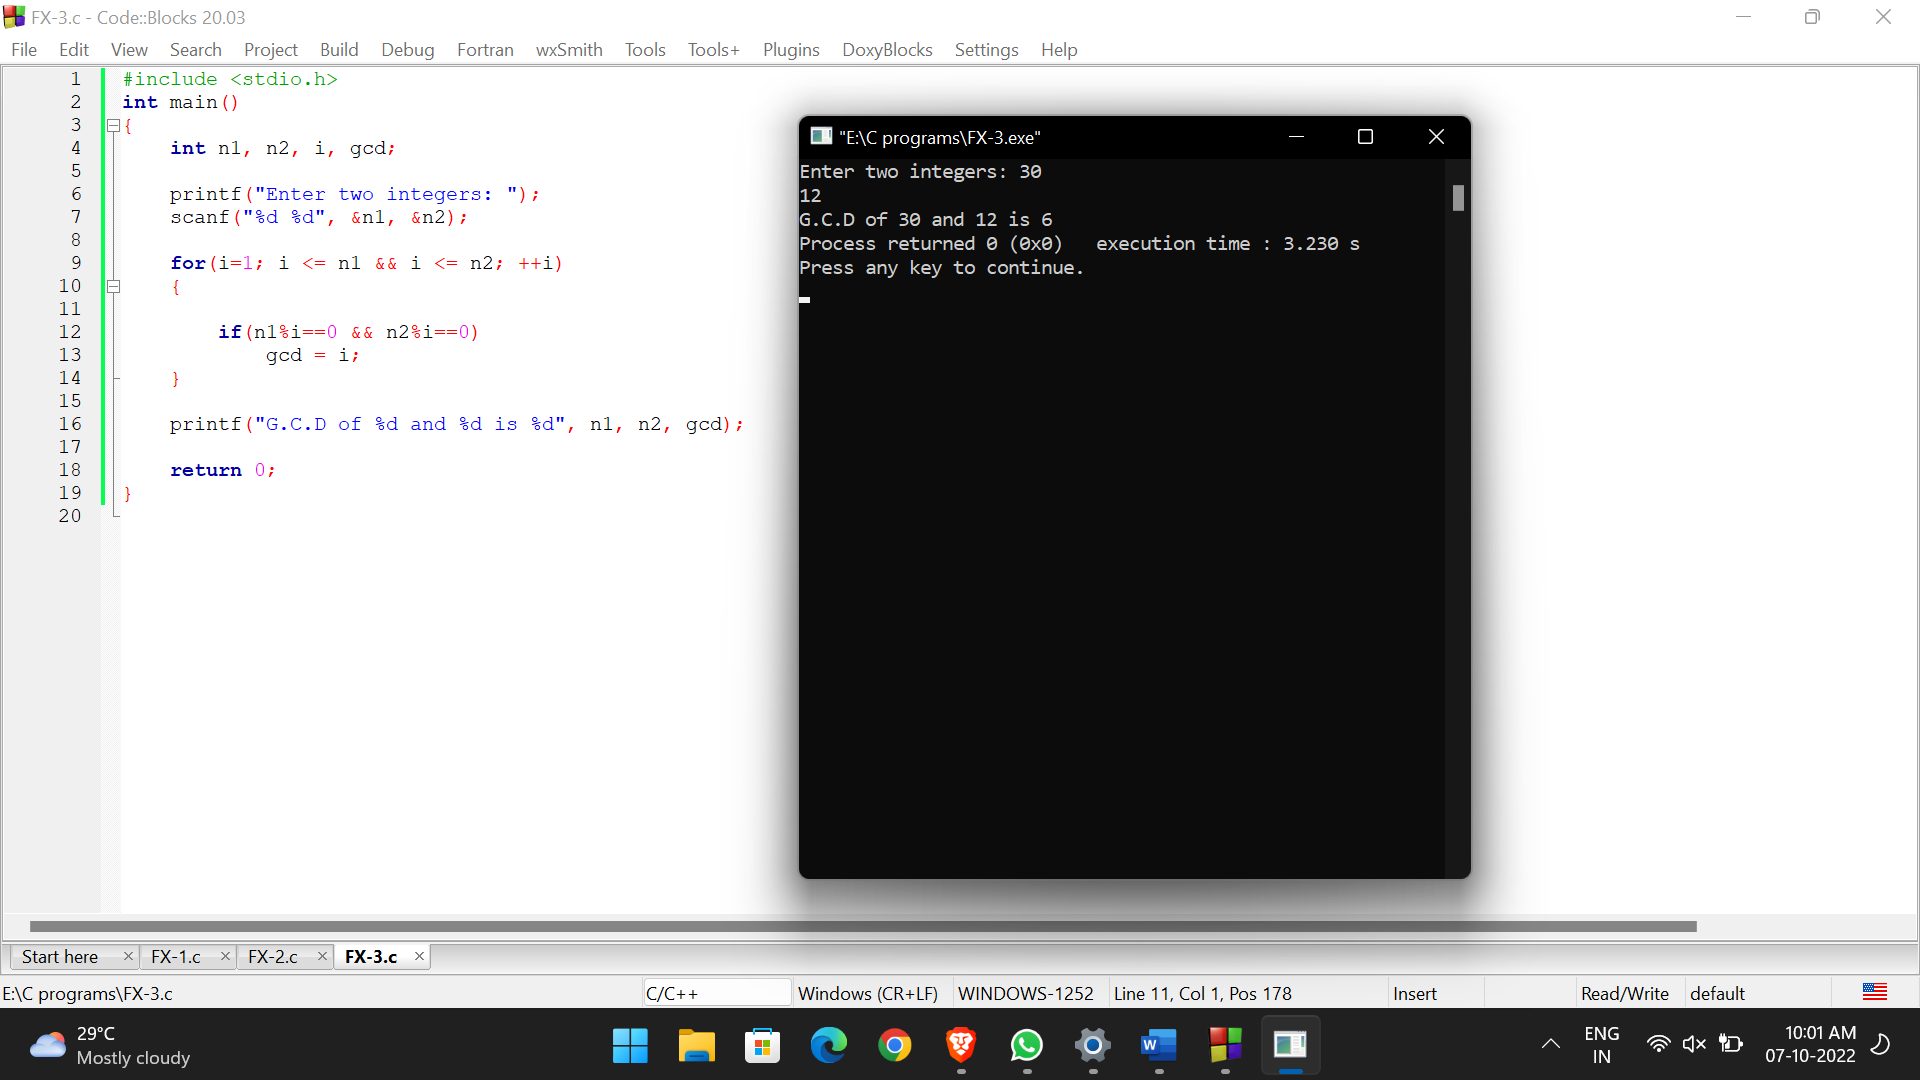 FX-3.c - Code::Blocks 20.03
File Edit View Search Project Build Debug Fortran wxSmith Tools Tools+ Plugins DoxyBlocks Settings Help
1 #include <stdio.h>
2 int main()
3 {
4 int n1, n2, i, gcd;
5
6 printf("Enter two integers: ");
7 scanf("%d %d", &n1, &n2);
8
9 for(i=1; i <= n1 && i <= n2; ++i)
10 {
11
12 if(n1%i==0 && n2%i==0)
13 gcd = i;
14 }
15
16 printf("G.C.D of %d and %d is %d", n1, n2, gcd);
17
18 return 0;
19 }
20
"E:\C programs\FX-3.exe"
Enter two integers: 30
12
G.C.D of 30 and 12 is 6
Process returned 0 (0x0) execution time : 3.230 s
Press any key to continue.
Start here FX-1.c FX-2.c FX-3.c
E:\C programs\FX-3.c C/C++ Windows (CR+LF) WINDOWS-1252 Line 11, Col 1, Pos 178 Insert Read/Write default
29°C
Mostly cloudy
W
ENG
IN
10:01 AM
07-10-2022